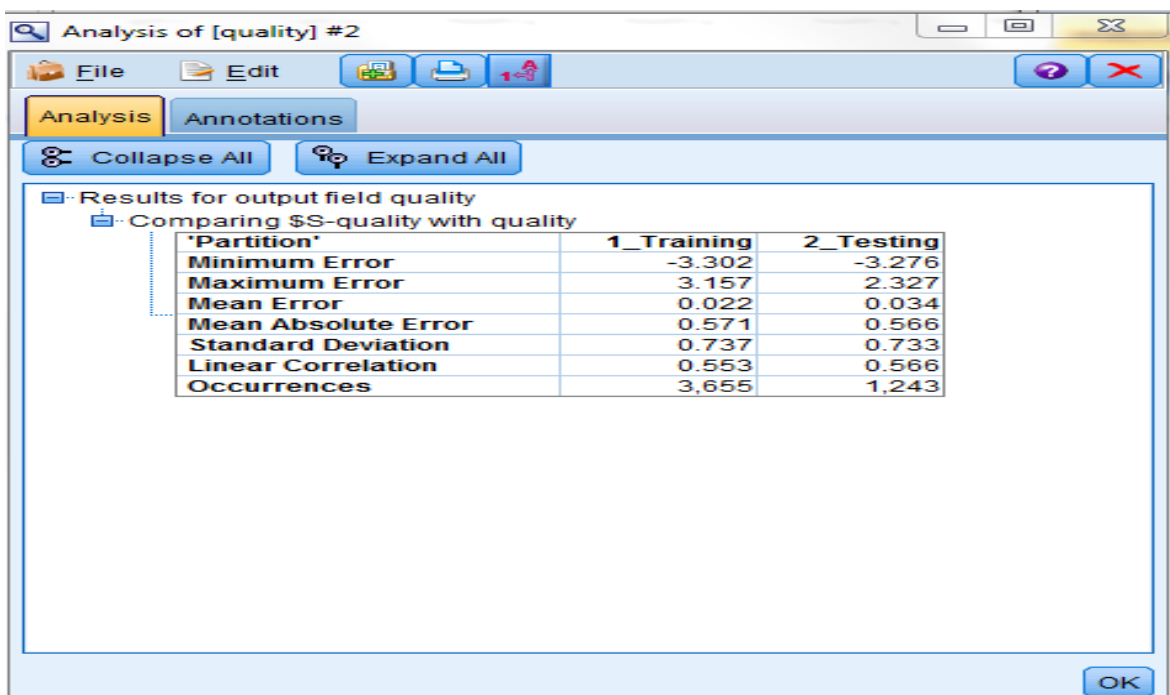 Analysis of [quality] #2
File Edit
Analysis Annotations
Collapse All Expand All
Results for output field quality
Comparing $S-quality with quality
'Partition' 1_Training 2_Testing
Minimum Error -3.302 -3.276
Maximum Error 3.157 2.327
Mean Error 0.022 0.034
Mean Absolute Error 0.571 0.566
Standard Deviation 0.737 0.733
Linear Correlation 0.553 0.566
Occurrences 3,655 1,243
OK